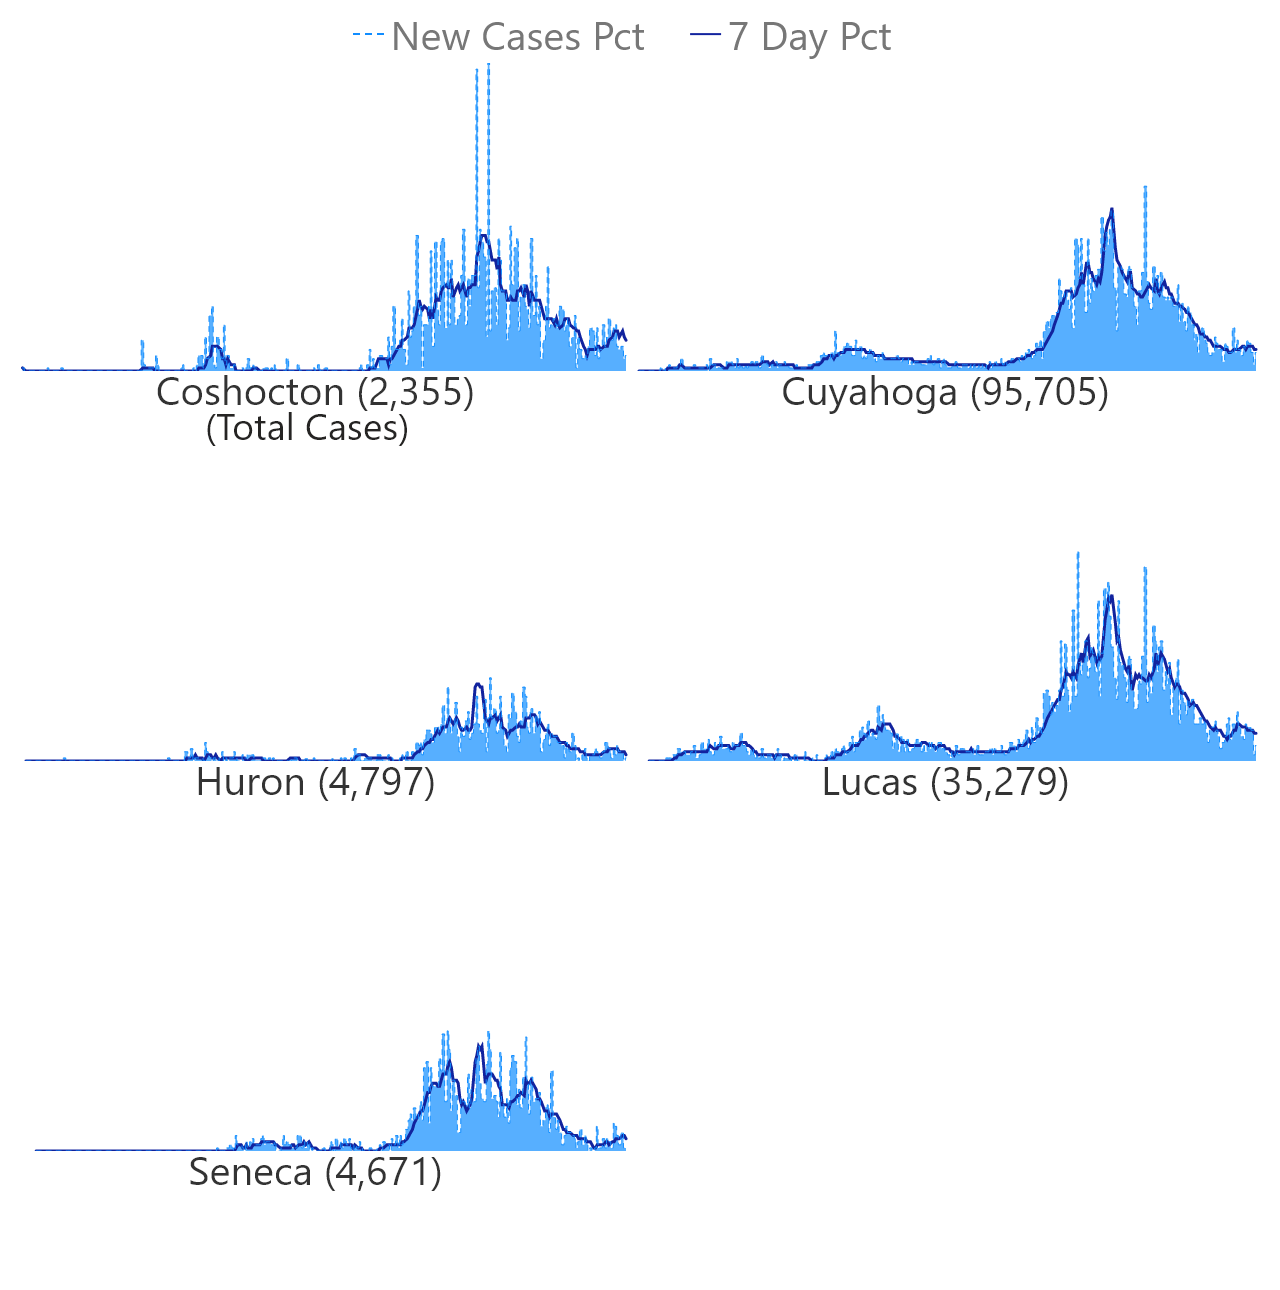 New Cases Pct 7 Day Pct
Coshocton (2,355)
(Total Cases)
Cuyahoga (95,705)
Huron (4,797)
Lucas (35,279)
Seneca (4,671)